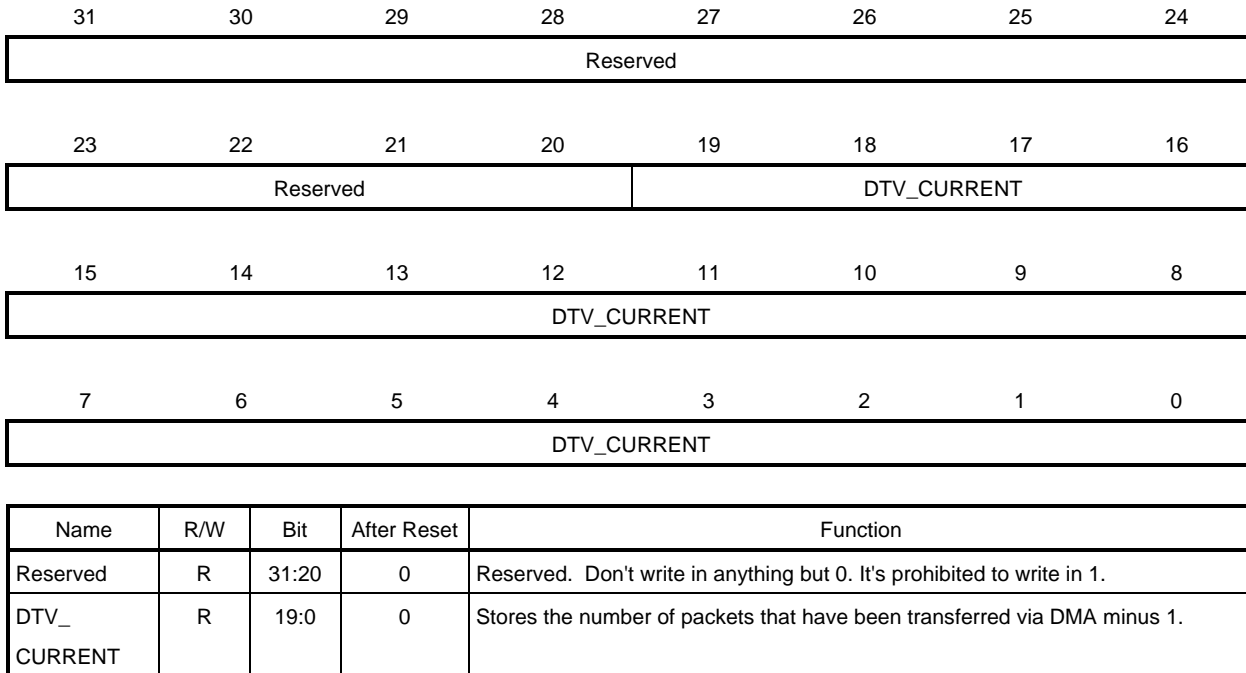 31 30 29 28 27 26 25 24
Reserved
23 22 21 20 19 18 17 16
Reserved DTV_CURRENT
15 14 13 12 11 10 9 8
DTV_CURRENT
7 6 5 4 3 2 1 0
DTV_CURRENT
Name R/W Bit After Reset Function
Reserved R 31:20 0 Reserved. Don't write in anything but 0. It's prohibited to write in 1.
DTV_ R 19:0 0 Stores the number of packets that have been transferred via DMA minus 1.
CURRENT